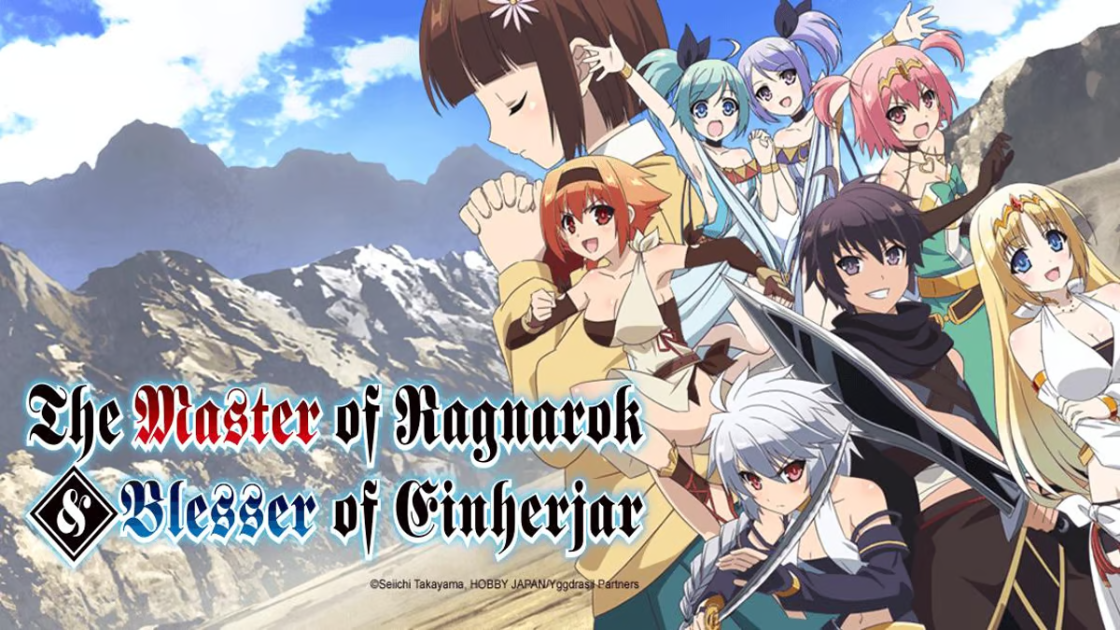 The Master of Ragnarok
& Blesser of Einherjar
©Seiichi Takayama, HOBBY JAPAN/Yggdrasil Partners